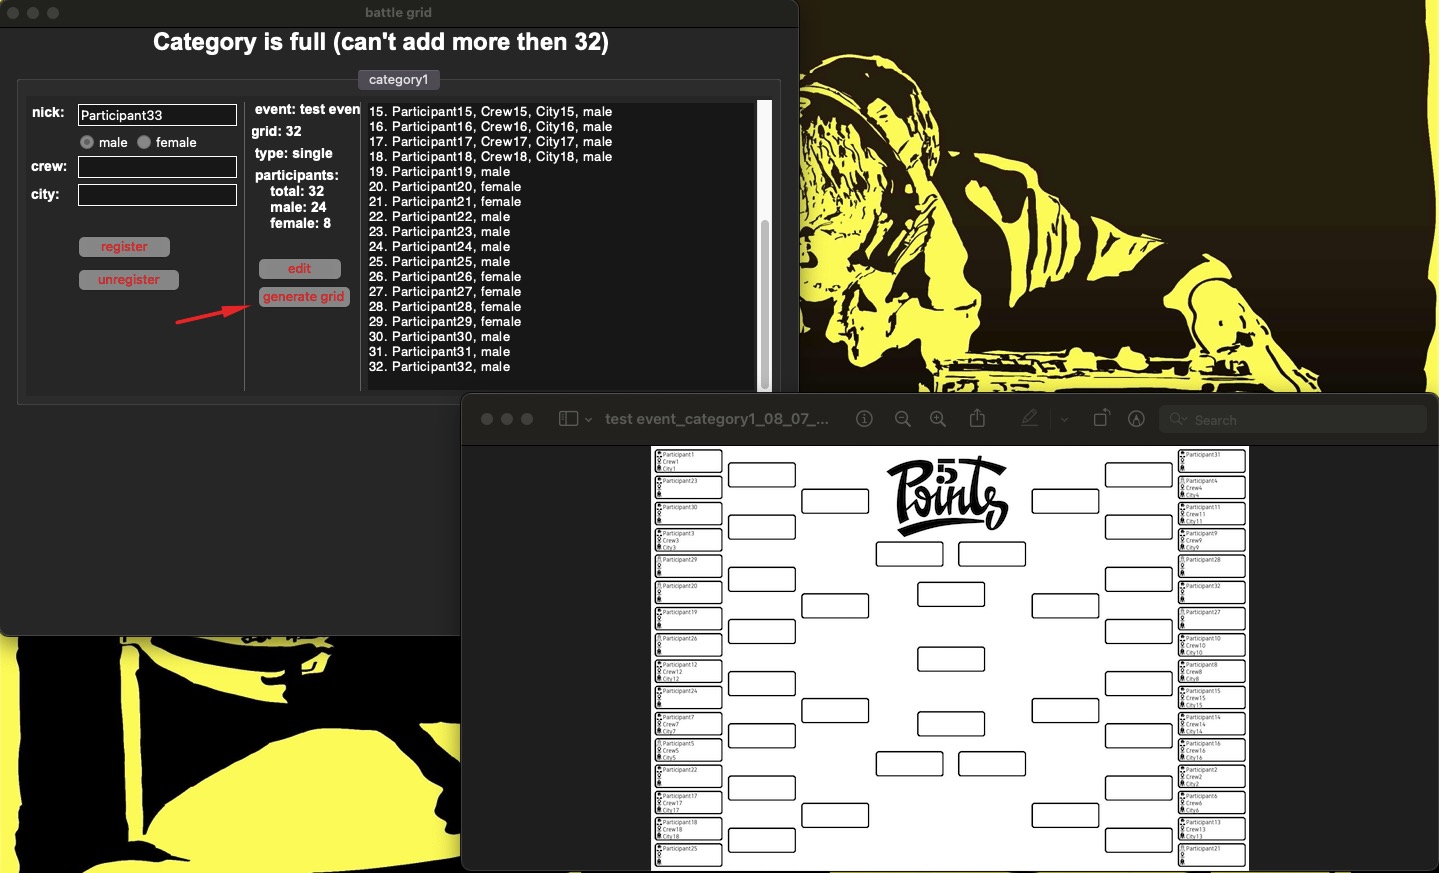 battle grid
Category is full (can't add more then 32)
category1
nick:
Participant33
male
female
crew:
city:
register
unregister
event: test even
grid: 32
type: single
participants:
total: 32
male: 24
female: 8
edit
generate grid
15. Participant15, Crew15, City15, male
16. Participant16, Crew16, City16, male
17. Participant17, Crew17, City17, male
18. Participant18, Crew18, City18, male
19. Participant19, male
20. Participant20, female
21. Participant21, female
22. Participant22, male
23. Participant23, male
24. Participant24, male
25. Participant25, male
26. Participant26, female
27. Participant27, female
28. Participant28, female
29. Participant29, female
30. Participant30, male
31. Participant31, male
32. Participant32, male
test event_category1_08_07_...
Search
Participant1
Crew1
City1
Participant23
Participant30
Participant3
Crew3
City3
Participant29
Participant20
Participant19
Participant26
Participant12
Crew12
City12
Participant24
Participant7
Crew7
City7
Participant5
Crew5
City5
Participant22
Participant17
Crew17
City17
Participant18
Crew18
City18
Participant25
5 Points
Participant31
Participant4
Crew4
City4
Participant11
Crew11
City11
Participant9
Crew9
City9
Participant28
Participant32
Participant27
Participant10
Crew10
City10
Participant8
Crew8
City8
Participant15
Crew15
City15
Participant14
Crew14
City14
Participant16
Crew16
City16
Participant2
Crew2
City2
Participant6
Crew6
City6
Participant13
Crew13
City13
Participant21